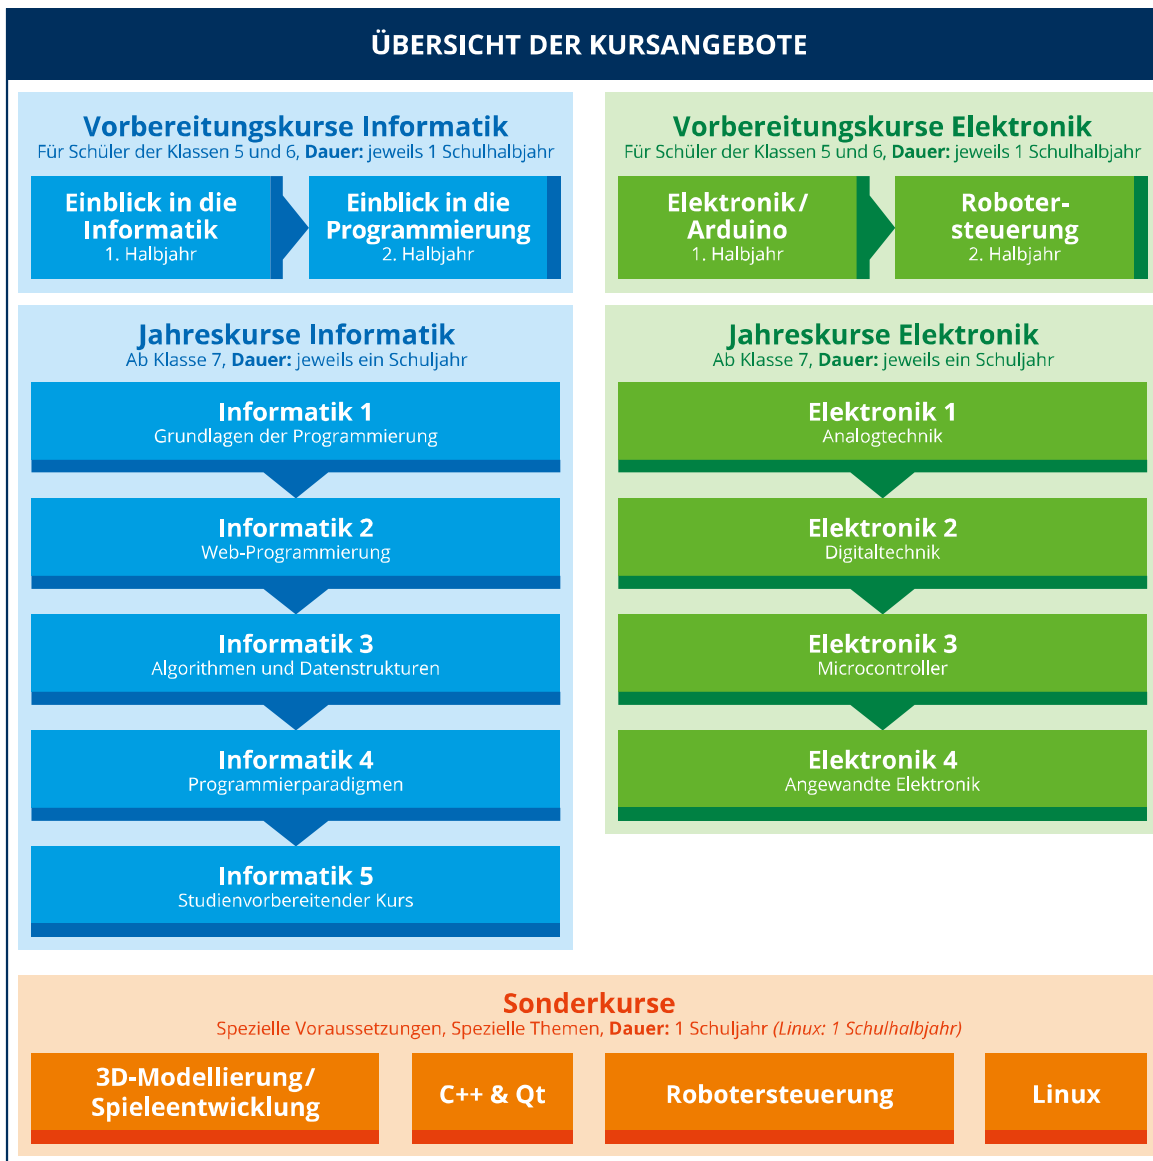 ÜBERSICHT DER KURSANGEBOTE
Vorbereitungskurse Informatik
Für Schüler der Klassen 5 und 6, Dauer: jeweils 1 Schulhalbjahr
Einblick in die
Informatik
1. Halbjahr
Einblick in die
Programmierung
2. Halbjahr
Vorbereitungskurse Elektronik
Für Schüler der Klassen 5 und 6, Dauer: jeweils 1 Schulhalbjahr
Elektronik/
Arduino
1. Halbjahr
Roboter-
steuerung
2. Halbjahr
Jahreskurse Informatik
Ab Klasse 7, Dauer: jeweils ein Schuljahr
Informatik 1
Grundlagen der Programmierung
Informatik 2
Web-Programmierung
Informatik 3
Algorithmen und Datenstrukturen
Informatik 4
Programmierparadigmen
Informatik 5
Studienvorbereitender Kurs
Jahreskurse Elektronik
Ab Klasse 7, Dauer: jeweils ein Schuljahr
Elektronik 1
Analogtechnik
Elektronik 2
Digitaltechnik
Elektronik 3
Microcontroller
Elektronik 4
Angewandte Elektronik
Sonderkurse
Spezielle Voraussetzungen, Spezielle Themen, Dauer: 1 Schuljahr (Linux: 1 Schulhalbjahr)
3D-Modellierung/
Spieleentwicklung
C++ & Qt
Robotersteuerung
Linux